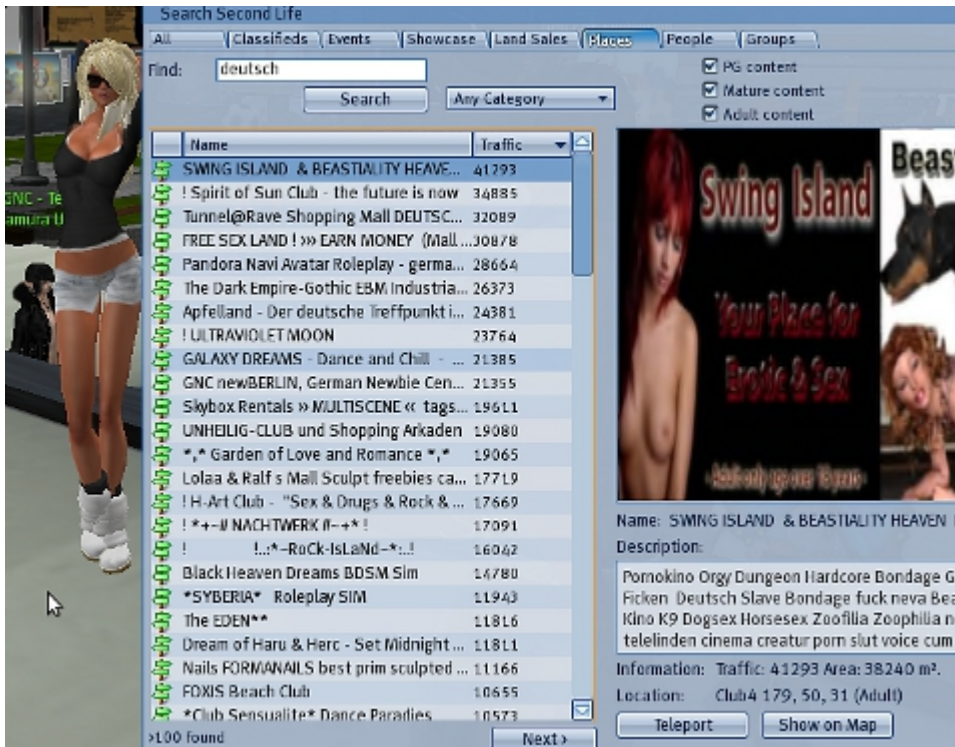 Search Second Life
All Classifieds Events Showcase Land Sales Places People Groups
Find: deutsch
Search Any Category
PG content
Mature content
Adult content
Name Traffic
SWING ISLAND & BEASTIALITY HEAVE... 41293
! Spirit of Sun Club - the future is now 34885
Tunnel@Rave Shopping Mall DEUTSC... 32089
FREE SEX LAND ! »» EARN MONEY (Mall ... 30878
Pandora Navi Avatar Roleplay - germa... 28664
The Dark Empire-Gothic EBM Industria... 26373
Apfelland - Der deutsche Treffpunkt i... 24381
! ULTRAVIOLET MOON 23764
GALAXY DREAMS - Dance and Chill - ... 21385
GNC newBERLIN, German Newbie Cen... 21355
Skybox Rentals » MULTISCENE « tags... 19611
UNHEILIG-CLUB und Shopping Arkaden 19080
*,* Garden of Love and Romance *,* 19065
Lolaa & Ralf s Mall Sculpt freebies ca... 17719
! H-Art Club - "Sex & Drugs & Rock & ... 17669
! *+-# NACHTWERK #-+* ! 17091
! !..:*~RoCk-IsLaNd~*:..! 16042
Black Heaven Dreams BDSM Sim 14780
*SYBERIA* Roleplay SIM 11943
The EDEN** 11816
Dream of Haru & Herc - Set Midnight ... 11811
Nails FORMANAILS best prim sculpted ... 11166
FOXIS Beach Club 10655
*Club Sensualite* Dance Paradies 10573
>100 found Next >
Swing Island
Your Place for
Erotic & Sex
- Adult only age over 18 years -
Beas
Name: SWING ISLAND & BEASTIALITY HEAVEN
Description:
Pornokino Orgy Dungeon Hardcore Bondage G
Ficken Deutsch Slave Bondage fuck neva Bea
Kino K9 Dogsex Horsesex Zoofilia Zoophilia n
telelinden cinema creatur porn slut voice cum
Information: Traffic: 41293 Area: 38240 m².
Location: Club4 179, 50, 31 (Adult)
Teleport Show on Map
GNC - Te
amura U